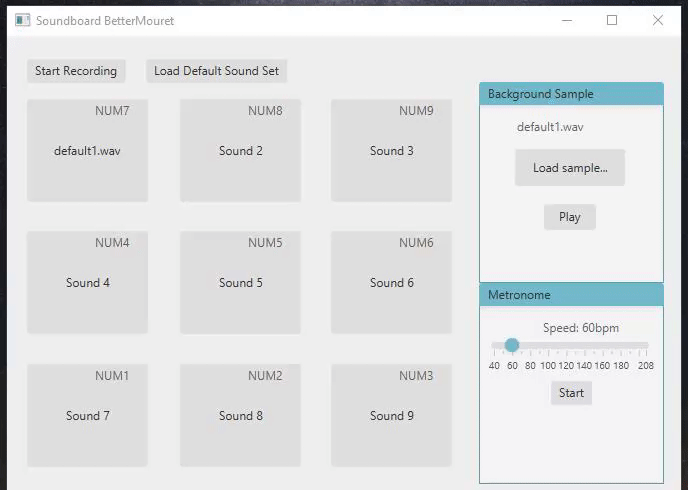 Soundboard BetterMouret
Start Recording
Load Default Sound Set
NUM7
default1.wav
NUM8
Sound 2
NUM9
Sound 3
NUM4
Sound 4
NUM5
Sound 5
NUM6
Sound 6
NUM1
Sound 7
NUM2
Sound 8
NUM3
Sound 9
Background Sample
default1.wav
Load sample...
Play
Metronome
Speed: 60bpm
40 60 80 100 120 140 160 180 208
Start